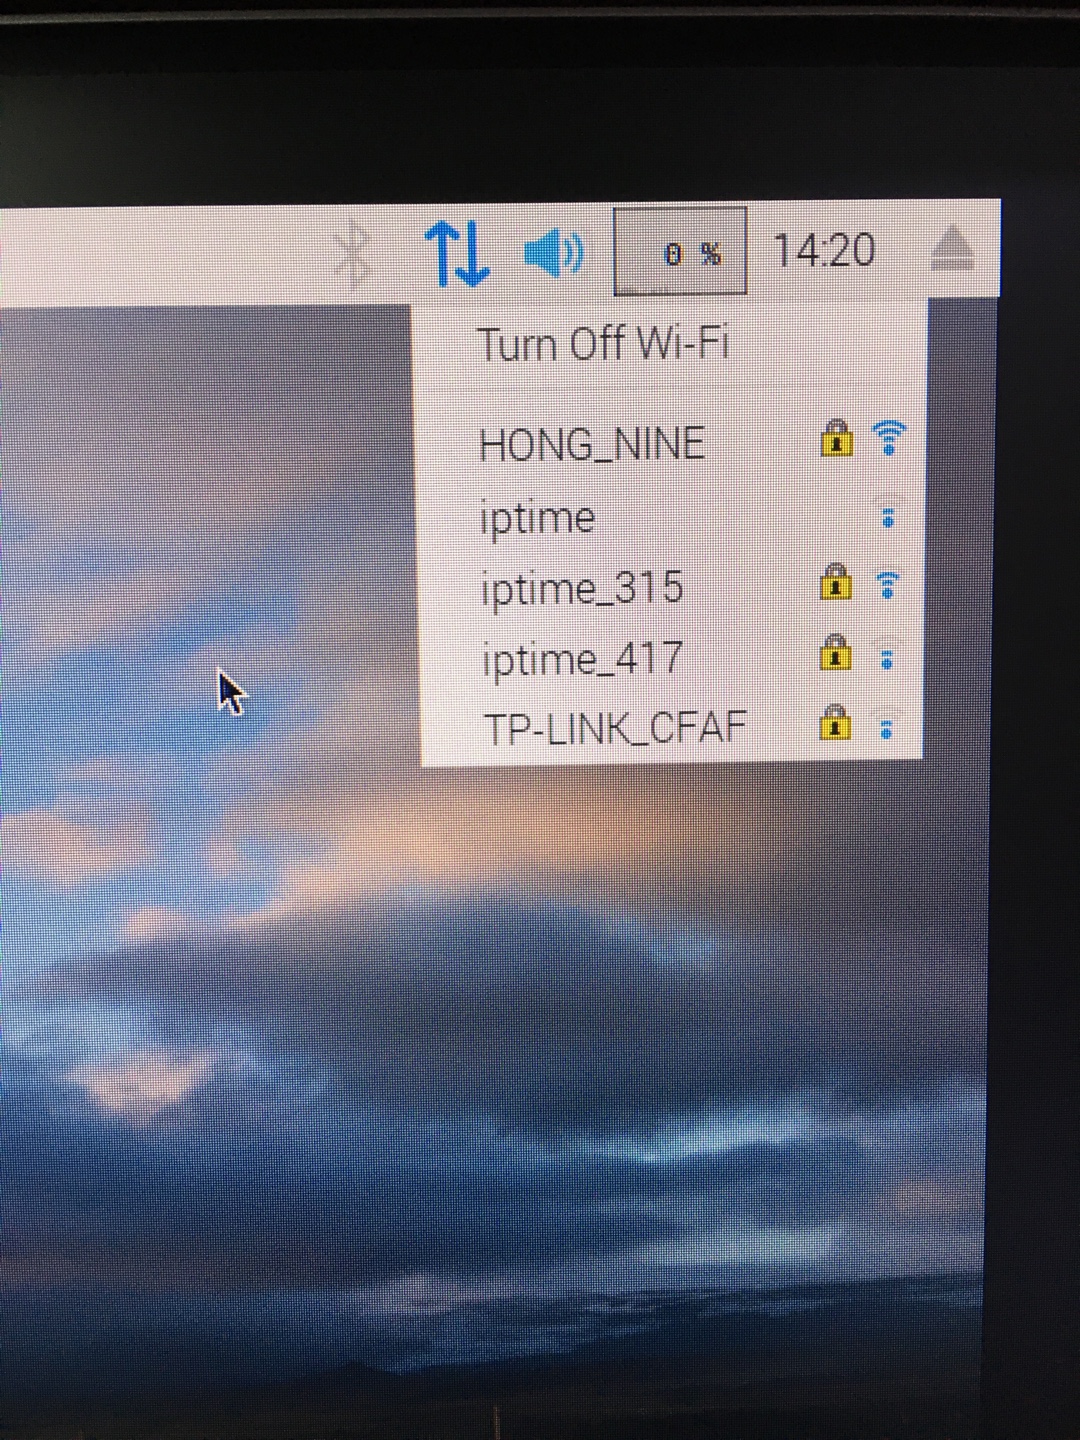 0 % 14:20
Turn Off Wi-Fi
HONG_NINE
iptime
iptime_315
iptime_417
TP-LINK_CFAF